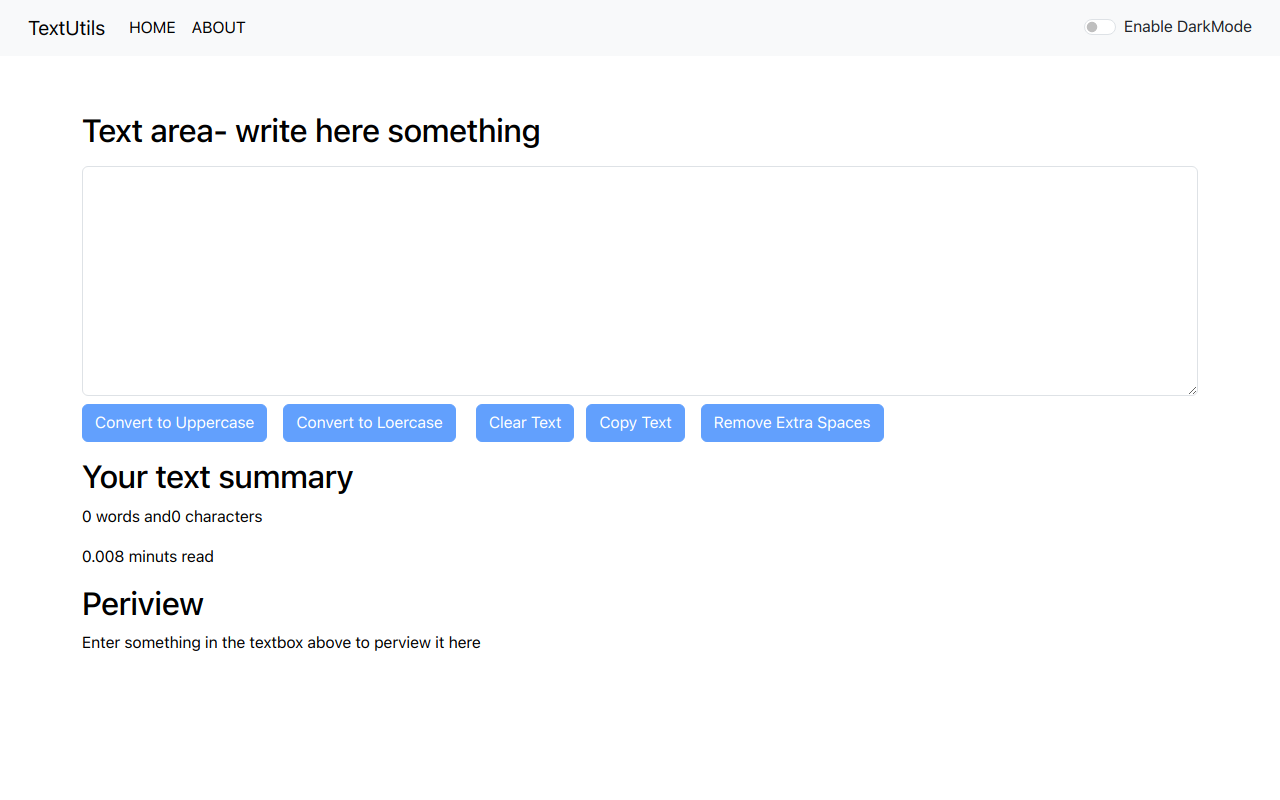 TextUtils HOME ABOUT Enable DarkMode
Text area- write here something
Convert to Uppercase Convert to Loercase Clear Text Copy Text Remove Extra Spaces
Your text summary
0 words and0 characters
0.008 minuts read
Periview
Enter something in the textbox above to perview it here